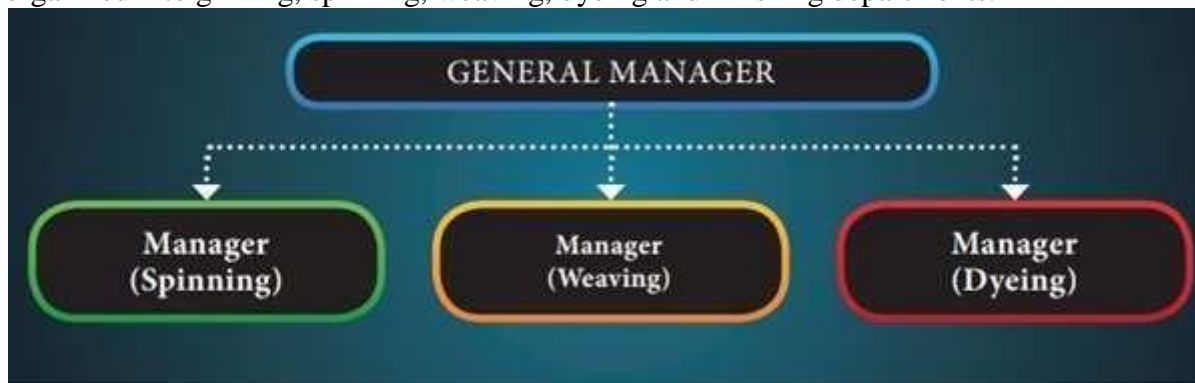 GENERAL MANAGER
Manager
(Spinning)
Manager
(Weaving)
Manager
(Dyeing)